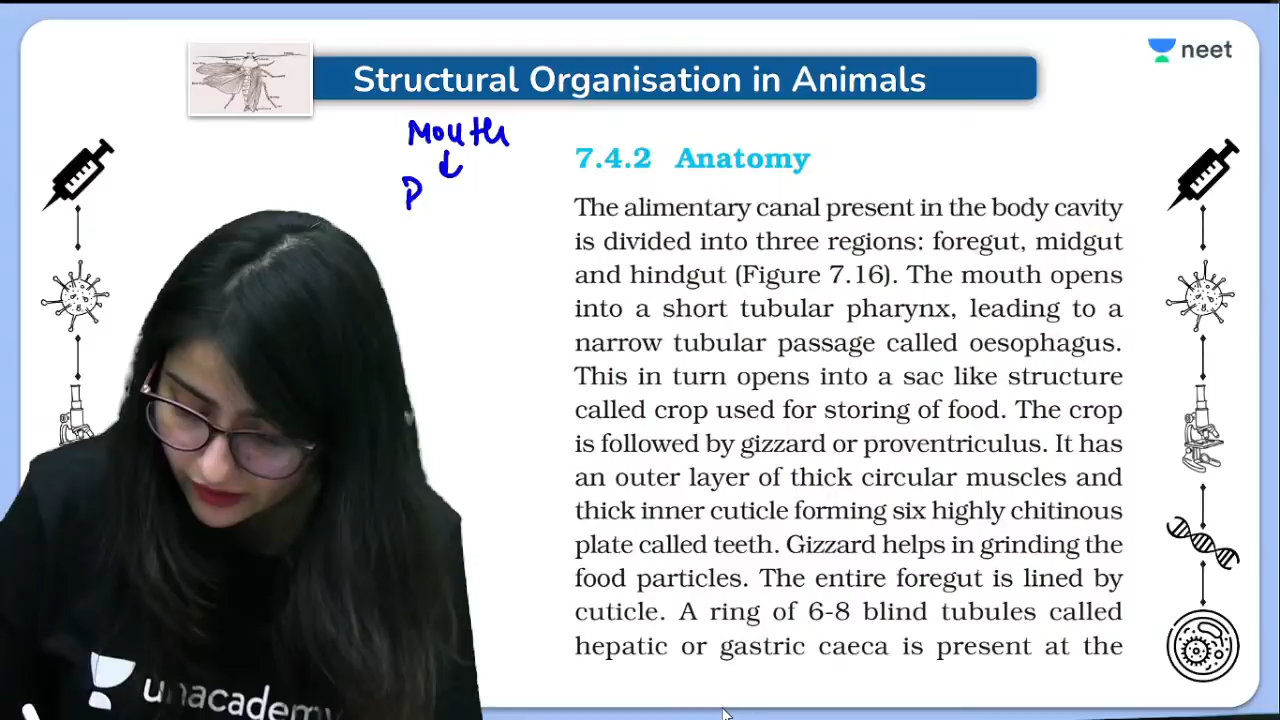 neet
Structural Organisation in Animals
Mouth
P
7.4.2 Anatomy
The alimentary canal present in the body cavity
is divided into three regions: foregut, midgut
and hindgut (Figure 7.16). The mouth opens
into a short tubular pharynx, leading to a
narrow tubular passage called oesophagus.
This in turn opens into a sac like structure
called crop used for storing of food. The crop
is followed by gizzard or proventriculus. It has
an outer layer of thick circular muscles and
thick inner cuticle forming six highly chitinous
plate called teeth. Gizzard helps in grinding the
food particles. The entire foregut is lined by
cuticle. A ring of 6-8 blind tubules called
hepatic or gastric caeca is present at the
unacademy